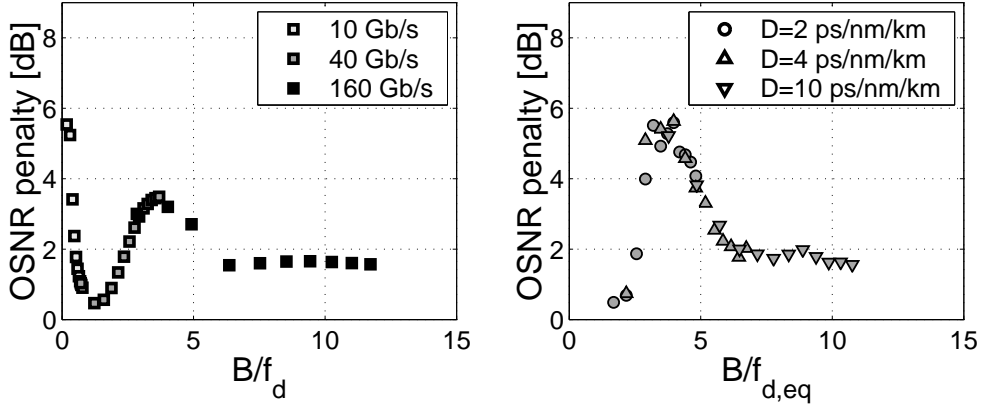 OSNR penalty [dB]
8
6
4
2
0
0 5 10 15
B/f_d
10 Gb/s
40 Gb/s
160 Gb/s
OSNR penalty [dB]
8
6
4
2
0
0 5 10 15
B/f_d,eq
D=2 ps/nm/km
D=4 ps/nm/km
D=10 ps/nm/km